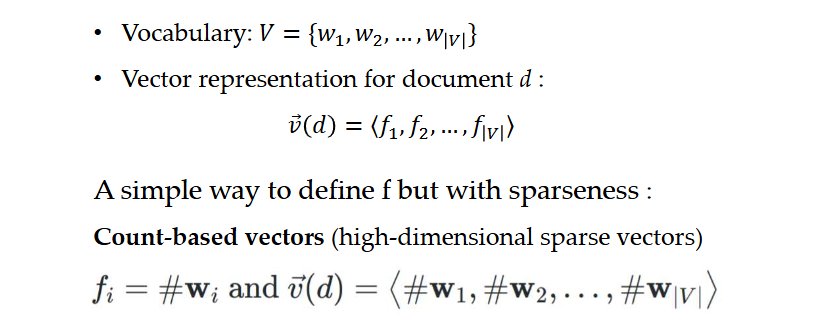 • Vocabulary: V = {w₁, w₂, … , w|V|}
• Vector representation for document d :
v⃗(d) = ⟨f₁, f₂, … , f|V|⟩
A simple way to define f but with sparseness :
Count-based vectors (high-dimensional sparse vectors)
fᵢ = #wᵢ and v⃗(d) = ⟨#w₁, #w₂, . . . , #w|V|⟩